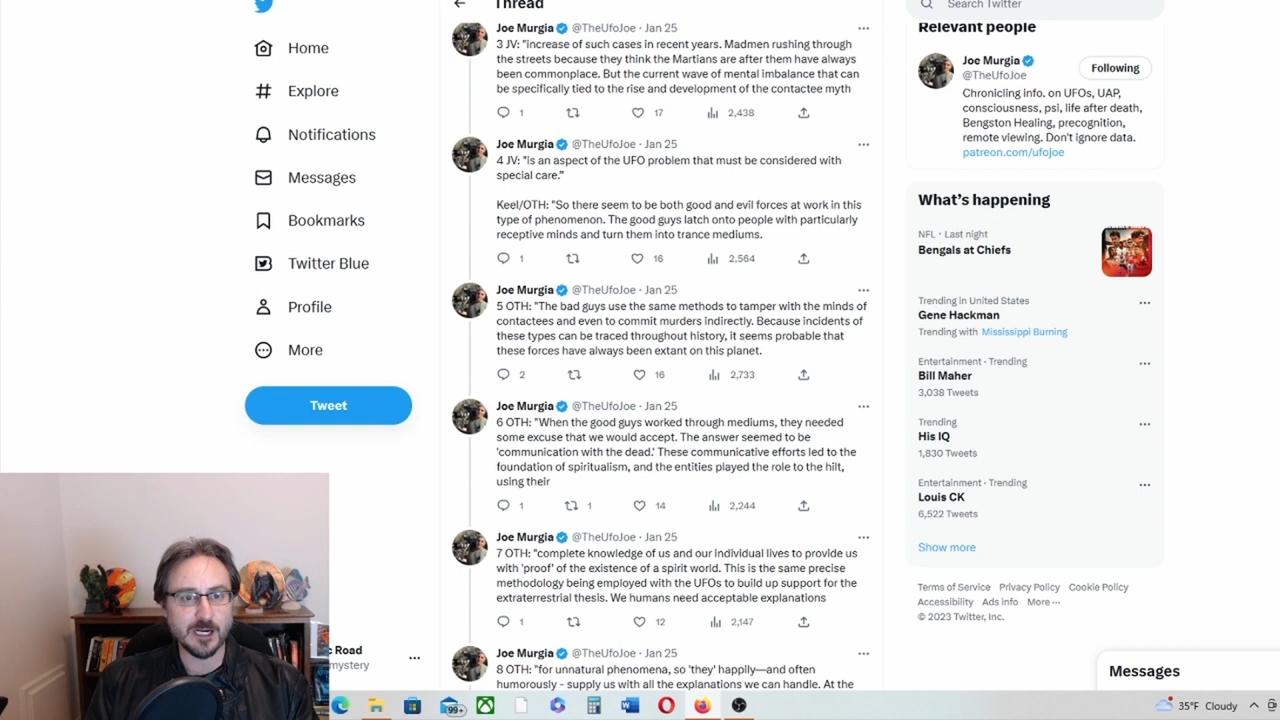 Thread
Search Twitter
Home
Explore
Notifications
Messages
Bookmarks
Twitter Blue
Profile
More
Tweet
c Road
mystery
Joe Murgia @TheUfoJoe · Jan 25
3 JV: "increase of such cases in recent years. Madmen rushing through
the streets because they think the Martians are after them have always
been commonplace. But the current wave of mental imbalance that can
be specifically tied to the rise and development of the contactee myth
1 17 2,438
Joe Murgia @TheUfoJoe · Jan 25
4 JV: "is an aspect of the UFO problem that must be considered with
special care."
Keel/OTH: "So there seem to be both good and evil forces at work in this
type of phenomenon. The good guys latch onto people with particularly
receptive minds and turn them into trance mediums.
1 16 2,564
Joe Murgia @TheUfoJoe · Jan 25
5 OTH: "The bad guys use the same methods to tamper with the minds of
contactees and even to commit murders indirectly. Because incidents of
these types can be traced throughout history, it seems probable that
these forces have always been extant on this planet.
2 16 2,733
Joe Murgia @TheUfoJoe · Jan 25
6 OTH: "When the good guys worked through mediums, they needed
some excuse that we would accept. The answer seemed to be
'communication with the dead.' These communicative efforts led to the
foundation of spiritualism, and the entities played the role to the hilt,
using their
1 1 14 2,244
Joe Murgia @TheUfoJoe · Jan 25
7 OTH: "complete knowledge of us and our individual lives to provide us
with 'proof' of the existence of a spirit world. This is the same precise
methodology being employed with the UFOs to build up support for the
extraterrestrial thesis. We humans need acceptable explanations
1 12 2,147
Joe Murgia @TheUfoJoe · Jan 25
8 OTH: "for unnatural phenomena, so 'they' happily—and often
humorously - supply us with all the explanations we can handle. At the
Relevant people
Joe Murgia
@TheUfoJoe
Following
Chronicling info. on UFOs, UAP,
consciousness, psi, life after death,
Bengston Healing, precognition,
remote viewing. Don't ignore data.
patreon.com/ufojoe
What's happening
NFL · Last night
Bengals at Chiefs
Trending in United States
Gene Hackman
Trending with Mississippi Burning
Entertainment · Trending
Bill Maher
3,038 Tweets
Trending
His IQ
1,830 Tweets
Entertainment · Trending
Louis CK
6,522 Tweets
Show more
Terms of Service Privacy Policy Cookie Policy
Accessibility Ads info More ···
© 2023 Twitter, Inc.
Messages
99+
35°F Cloudy